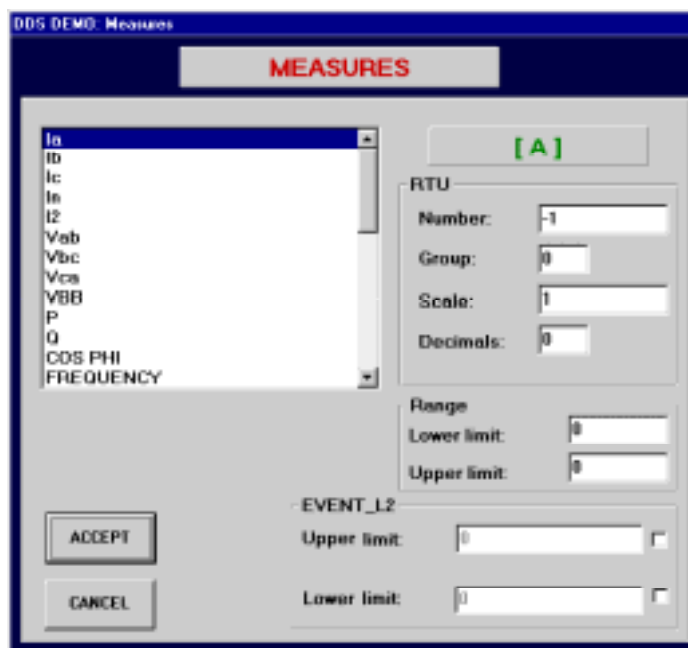 DDS DEMO: Measures
MEASURES
Ia
Ib
Ic
In
I2
Vab
Vbc
Vca
VBB
P
Q
COS PHI
FREQUENCY
[ A ]
RTU
Number: -1
Group: 0
Scale: 1
Decimals: 0
Range
Lower limit: 0
Upper limit: 0
EVENT_L2
Upper limit: 0
Lower limit: 0
ACCEPT
CANCEL